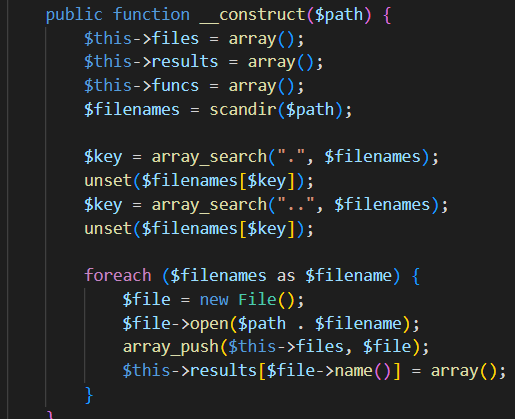 public function __construct($path) {
    $this->files = array();
    $this->results = array();
    $this->funcs = array();
    $filenames = scandir($path);

    $key = array_search(".", $filenames);
    unset($filenames[$key]);
    $key = array_search("..", $filenames);
    unset($filenames[$key]);

    foreach ($filenames as $filename) {
        $file = new File();
        $file->open($path . $filename);
        array_push($this->files, $file);
        $this->results[$file->name()] = array();
    }
}